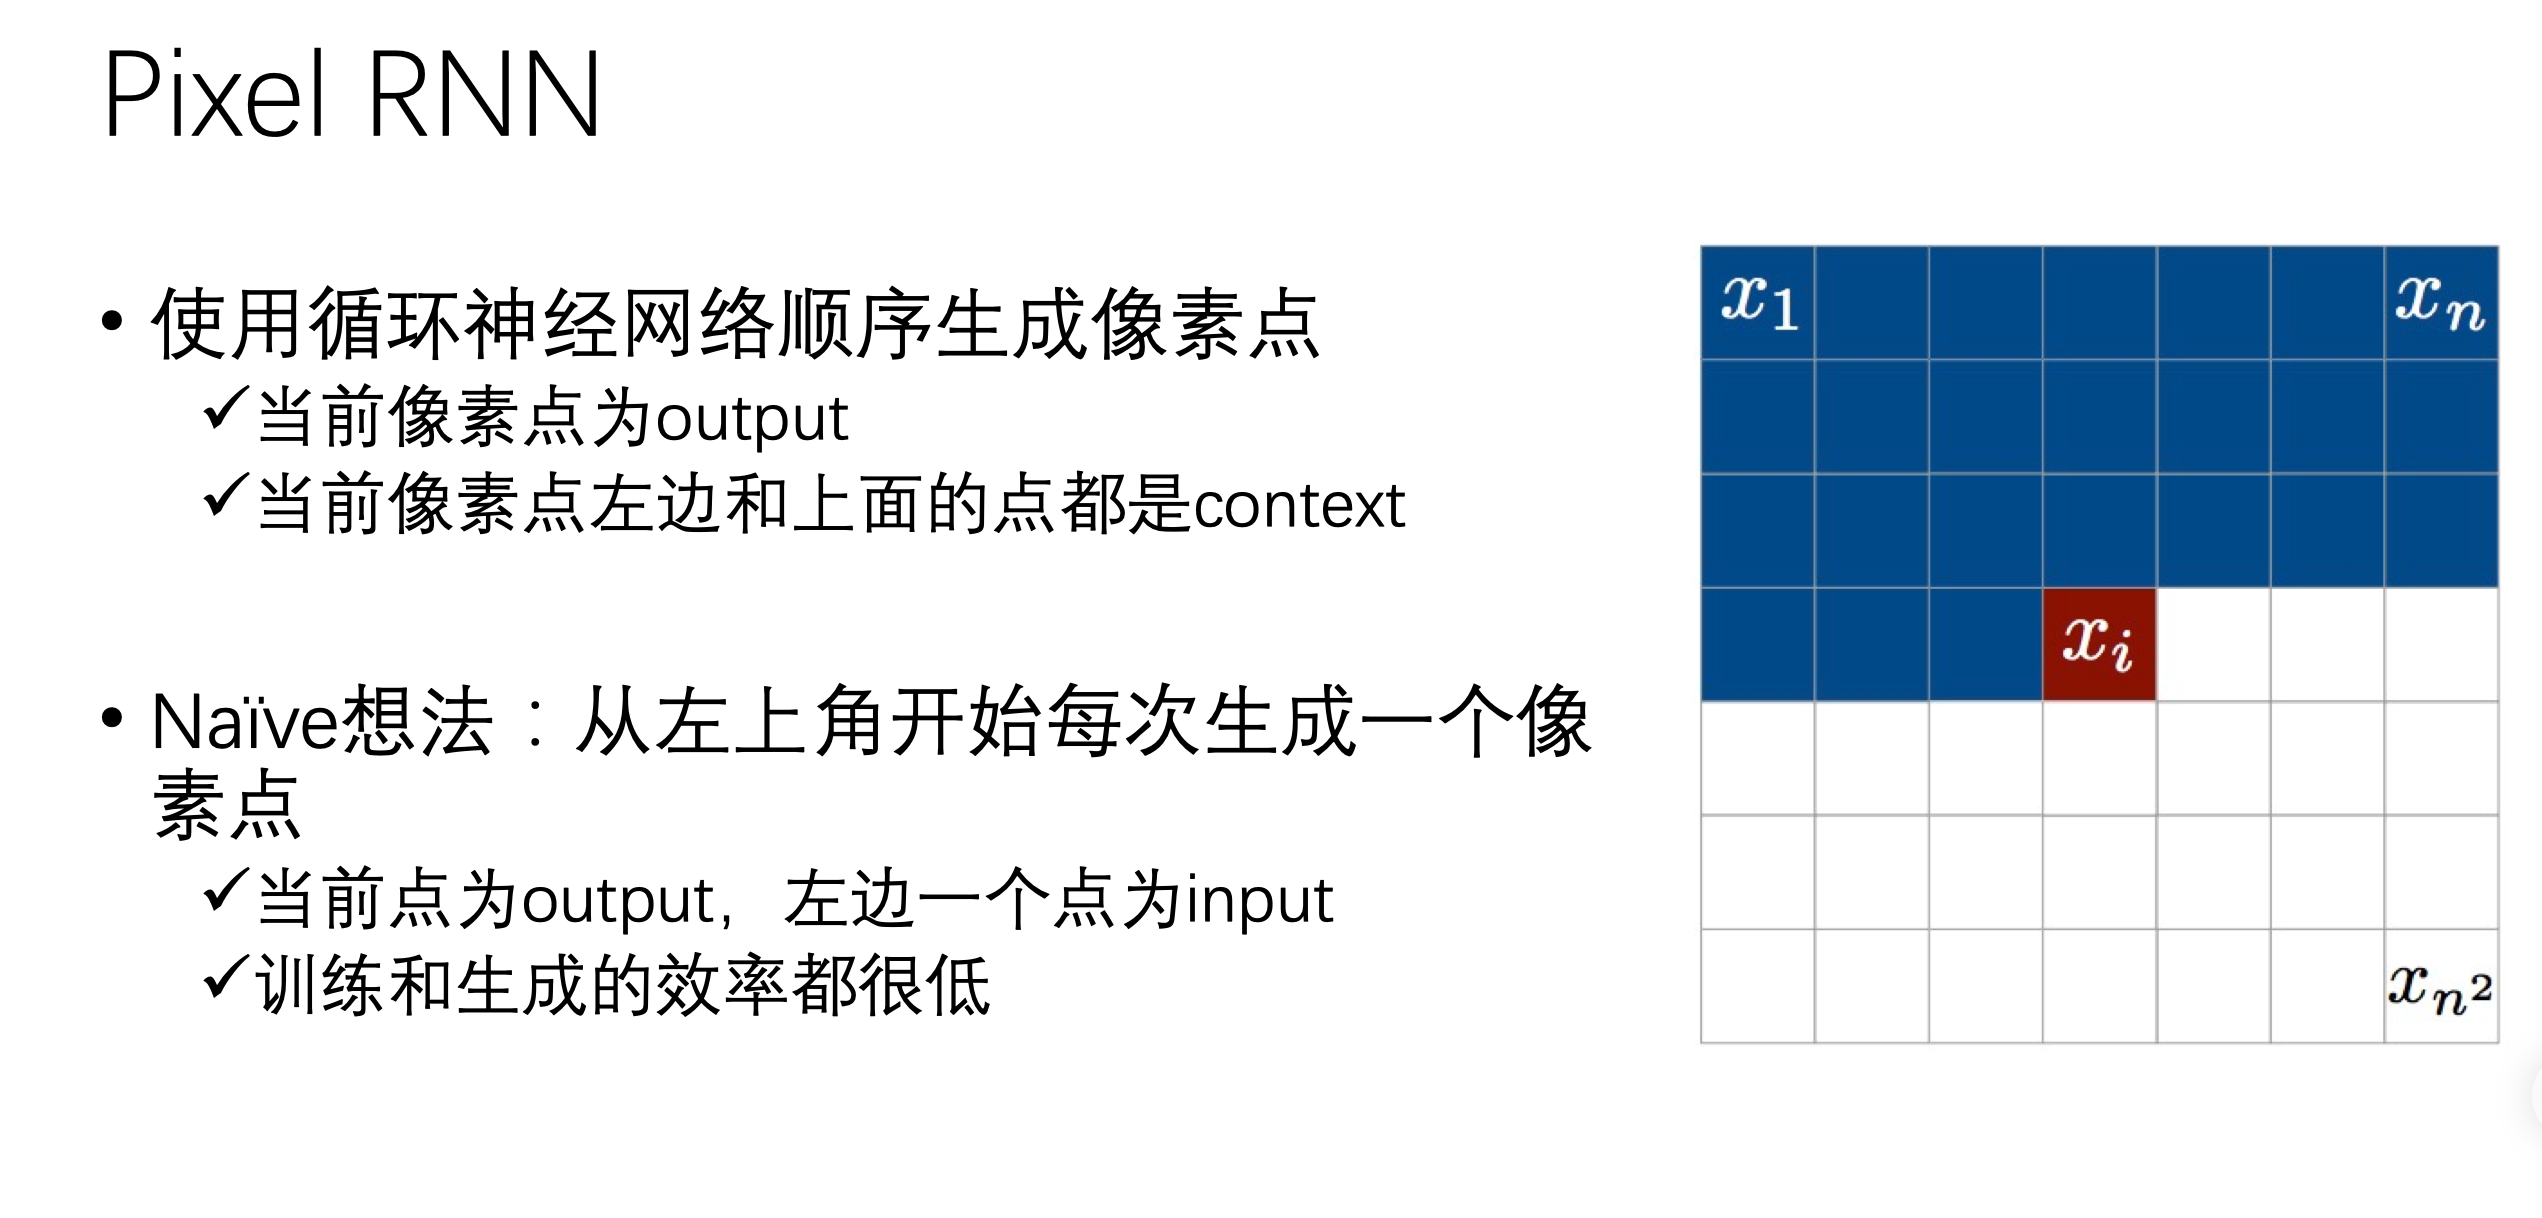 Pixel RNN
• 使用循环神经网络顺序生成像素点
✓当前像素点为output
✓当前像素点左边和上面的点都是context
• Naïve想法：从左上角开始每次生成一个像
素点
✓当前点为output，左边一个点为input
✓训练和生成的效率都很低
x₁ xₙ
xᵢ
xₙ²